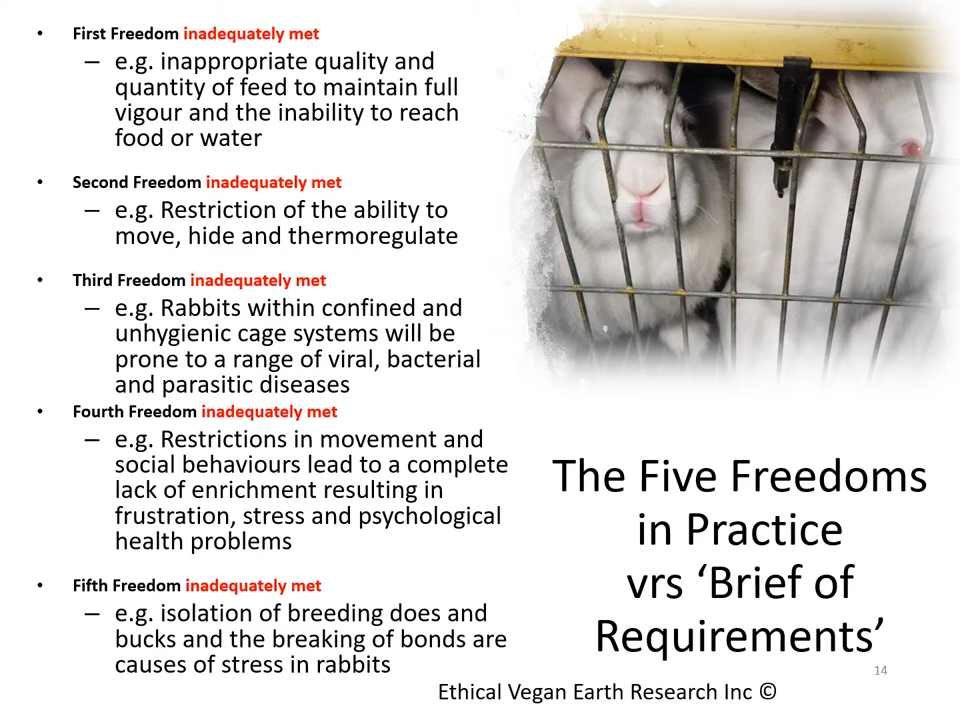 • First Freedom inadequately met
– e.g. inappropriate quality and
quantity of feed to maintain full
vigour and the inability to reach
food or water
• Second Freedom inadequately met
– e.g. Restriction of the ability to
move, hide and thermoregulate
• Third Freedom inadequately met
– e.g. Rabbits within confined and
unhygienic cage systems will be
prone to a range of viral, bacterial
and parasitic diseases
• Fourth Freedom inadequately met
– e.g. Restrictions in movement and
social behaviours lead to a complete
lack of enrichment resulting in
frustration, stress and psychological
health problems
• Fifth Freedom inadequately met
– e.g. isolation of breeding does and
bucks and the breaking of bonds are
causes of stress in rabbits
The Five Freedoms
in Practice
vrs ‘Brief of
Requirements’
14
Ethical Vegan Earth Research Inc ©